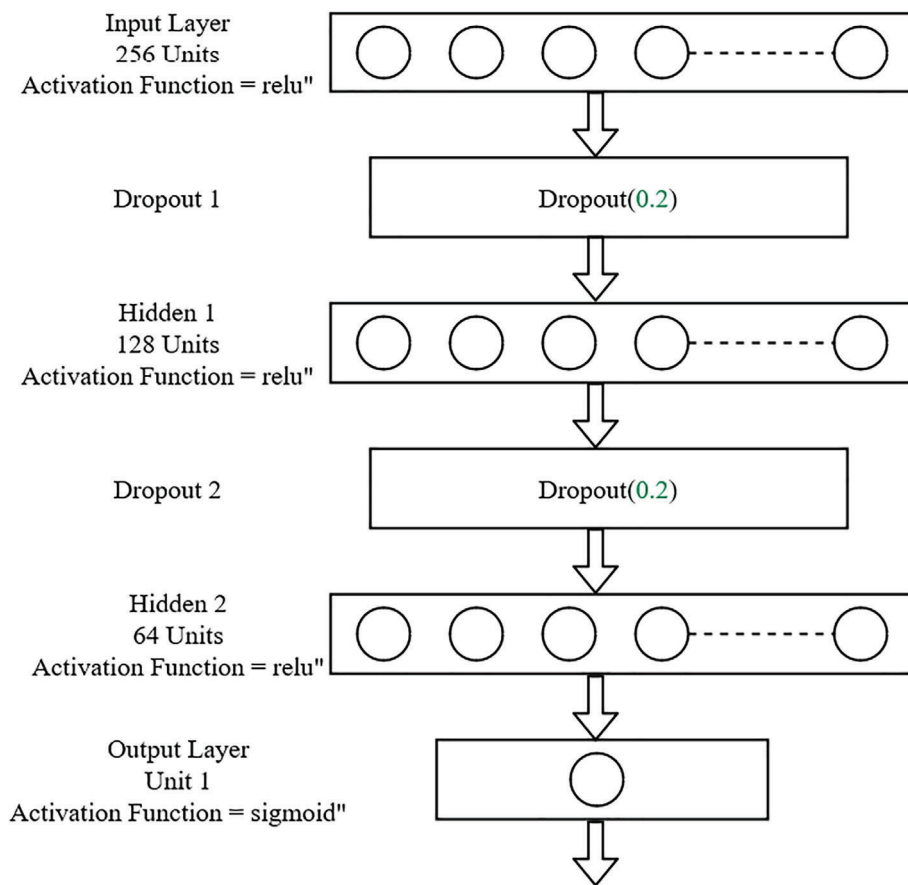 Input Layer
256 Units
Activation Function = relu"
Dropout 1
Dropout(0.2)
Hidden 1
128 Units
Activation Function = relu"
Dropout 2
Dropout(0.2)
Hidden 2
64 Units
Activation Function = relu"
Output Layer
Unit 1
Activation Function = sigmoid"